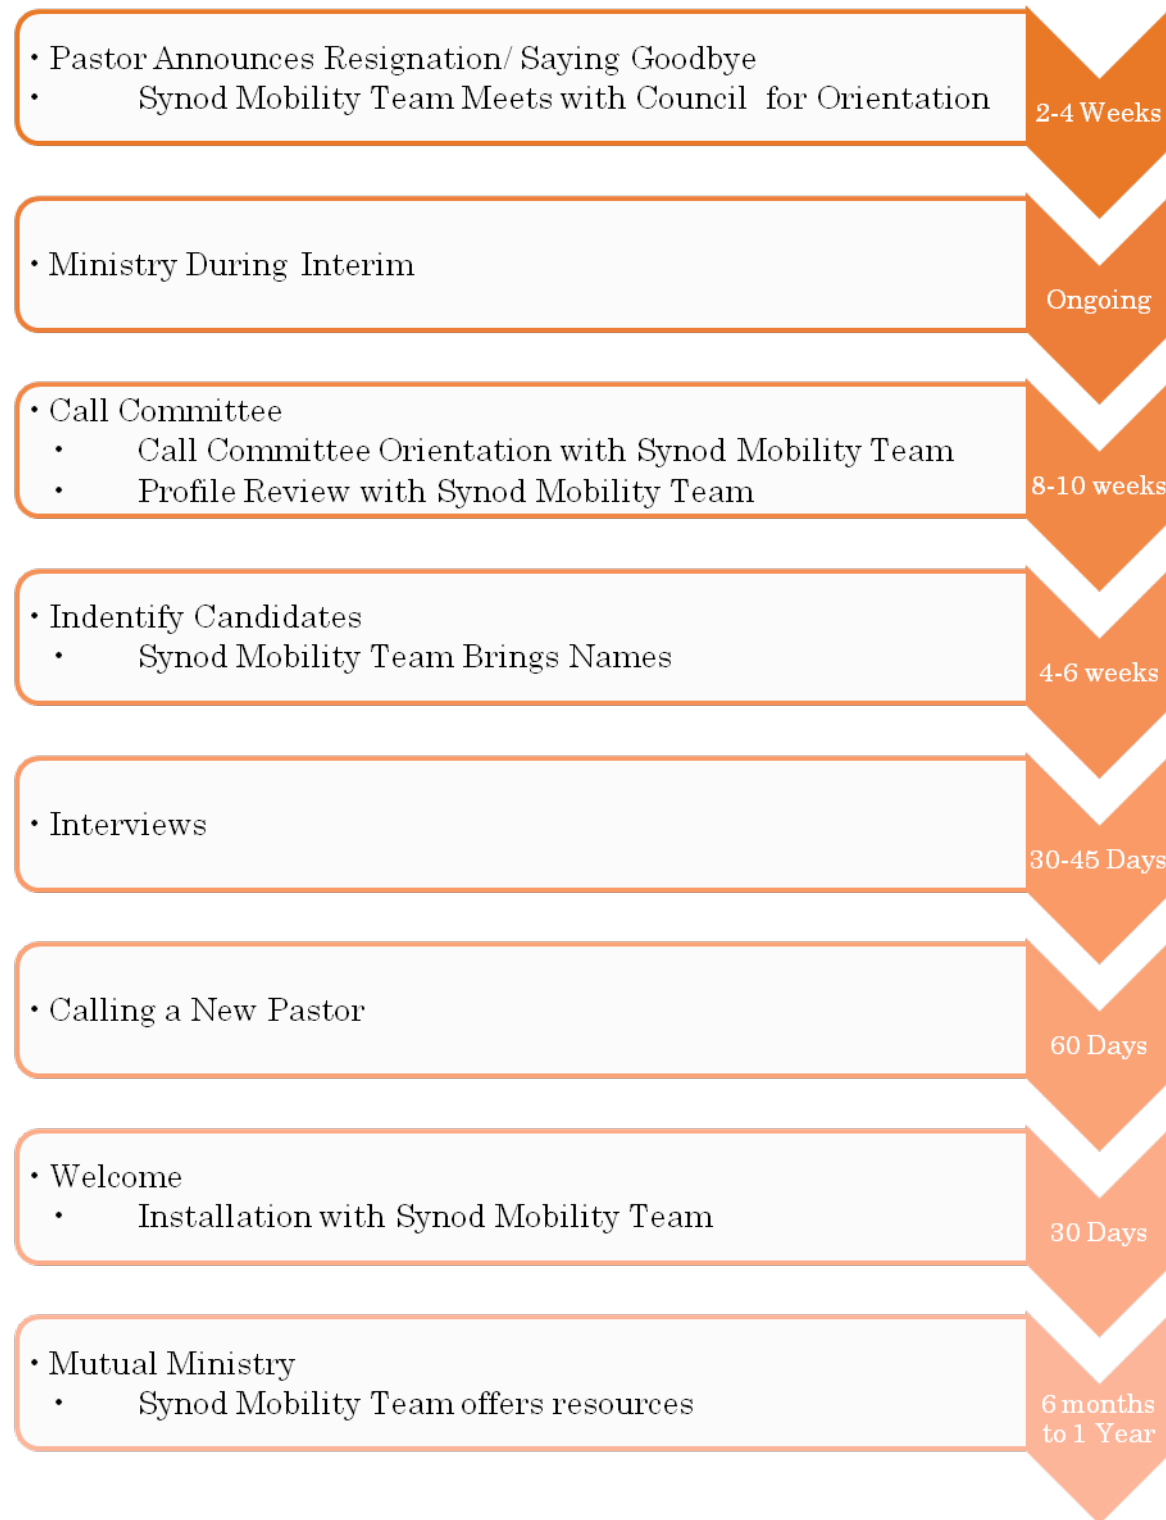 • Pastor Announces Resignation/ Saying Goodbye
• Synod Mobility Team Meets with Council for Orientation
2-4 Weeks
• Ministry During Interim
Ongoing
• Call Committee
• Call Committee Orientation with Synod Mobility Team
• Profile Review with Synod Mobility Team
8-10 weeks
• Indentify Candidates
• Synod Mobility Team Brings Names
4-6 weeks
• Interviews
30-45 Days
• Calling a New Pastor
60 Days
• Welcome
• Installation with Synod Mobility Team
30 Days
• Mutual Ministry
• Synod Mobility Team offers resources
6 months
to 1 Year